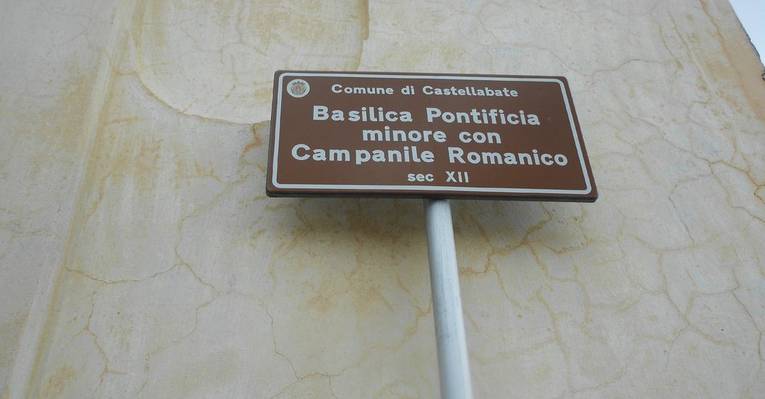 Comune di Castellabate
Basilica Pontificia
minore con
Campanile Romanico
sec XII